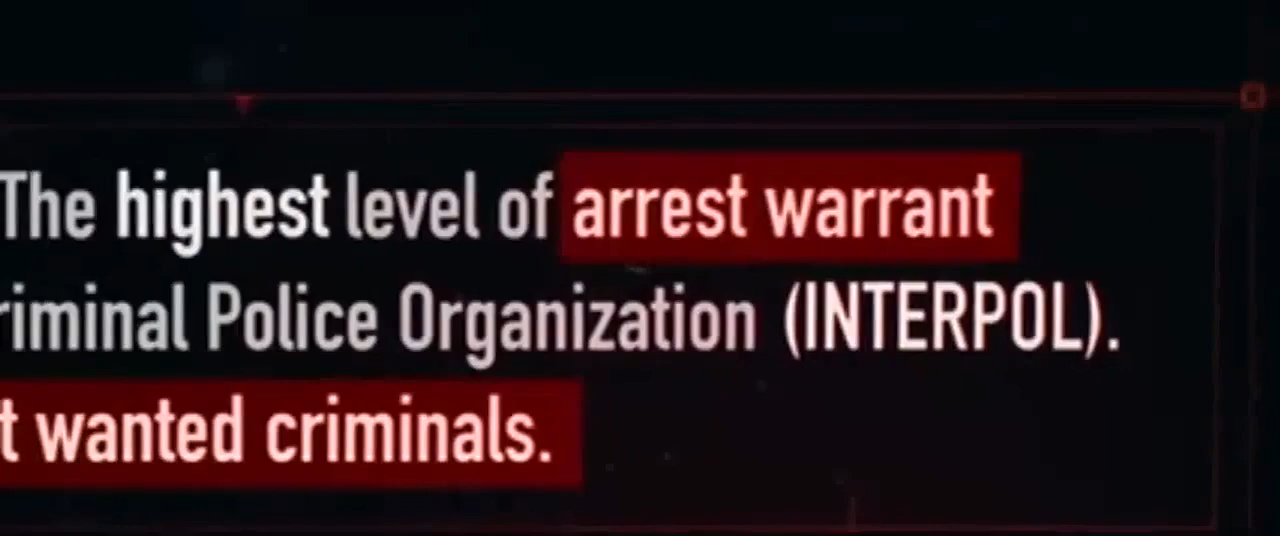 The highest level of arrest warrant
riminal Police Organization (INTERPOL).
t wanted criminals.